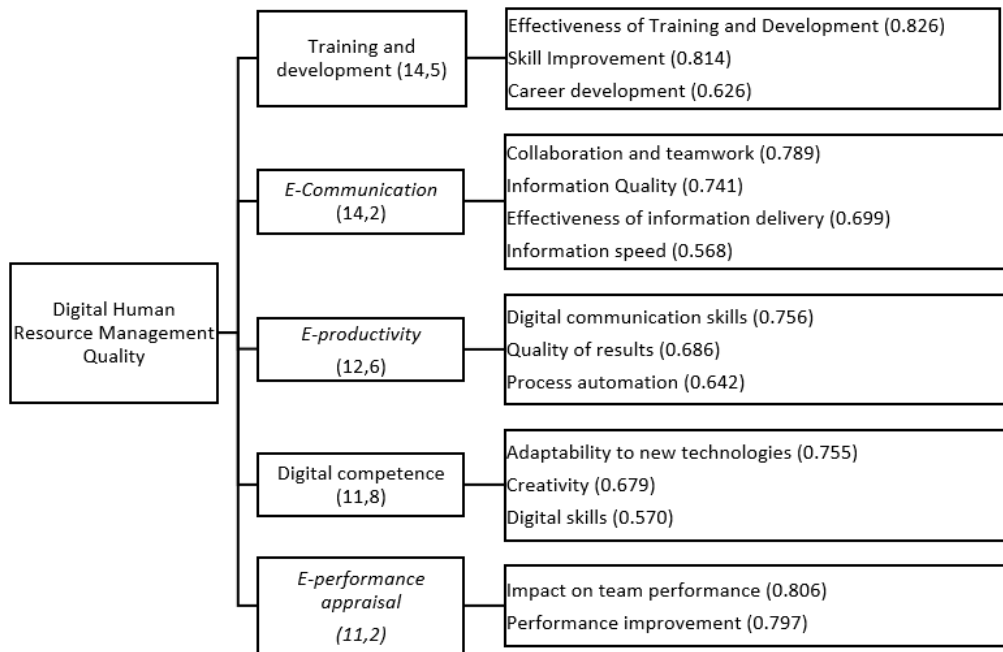 Training and
development (14,5)
Effectiveness of Training and Development (0.826)
Skill Improvement (0.814)
Career development (0.626)
E-Communication
(14,2)
Collaboration and teamwork (0.789)
Information Quality (0.741)
Effectiveness of information delivery (0.699)
Information speed (0.568)
Digital Human
Resource Management
Quality
E-productivity
(12,6)
Digital communication skills (0.756)
Quality of results (0.686)
Process automation (0.642)
Digital competence
(11,8)
Adaptability to new technologies (0.755)
Creativity (0.679)
Digital skills (0.570)
E-performance
appraisal
(11,2)
Impact on team performance (0.806)
Performance improvement (0.797)